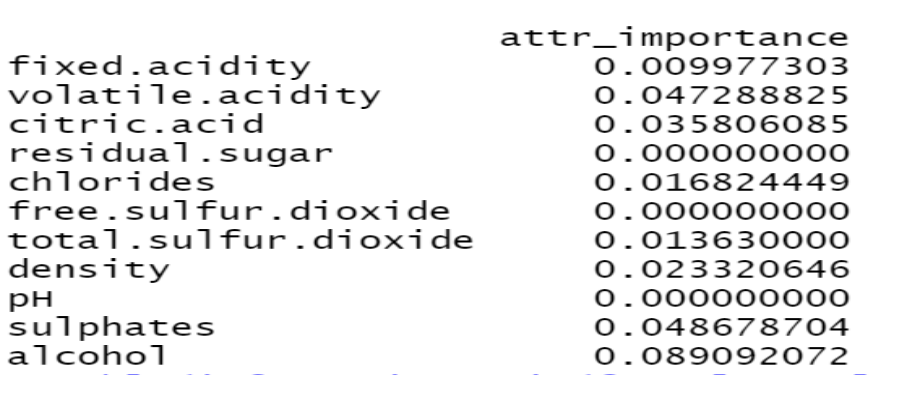 attr_importance
fixed.acidity 0.009977303
volatile.acidity 0.047288825
citric.acid 0.035806085
residual.sugar 0.000000000
chlorides 0.016824449
free.sulfur.dioxide 0.000000000
total.sulfur.dioxide 0.013630000
density 0.023320646
pH 0.000000000
sulphates 0.048678704
alcohol 0.089092072